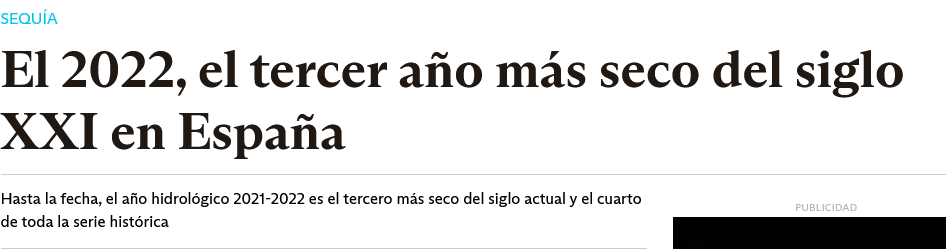 SEQUÍA
El 2022, el tercer año más seco del siglo
XXI en España
Hasta la fecha, el año hidrológico 2021-2022 es el tercero más seco del siglo actual y el cuarto
de toda la serie histórica
PUBLICIDAD